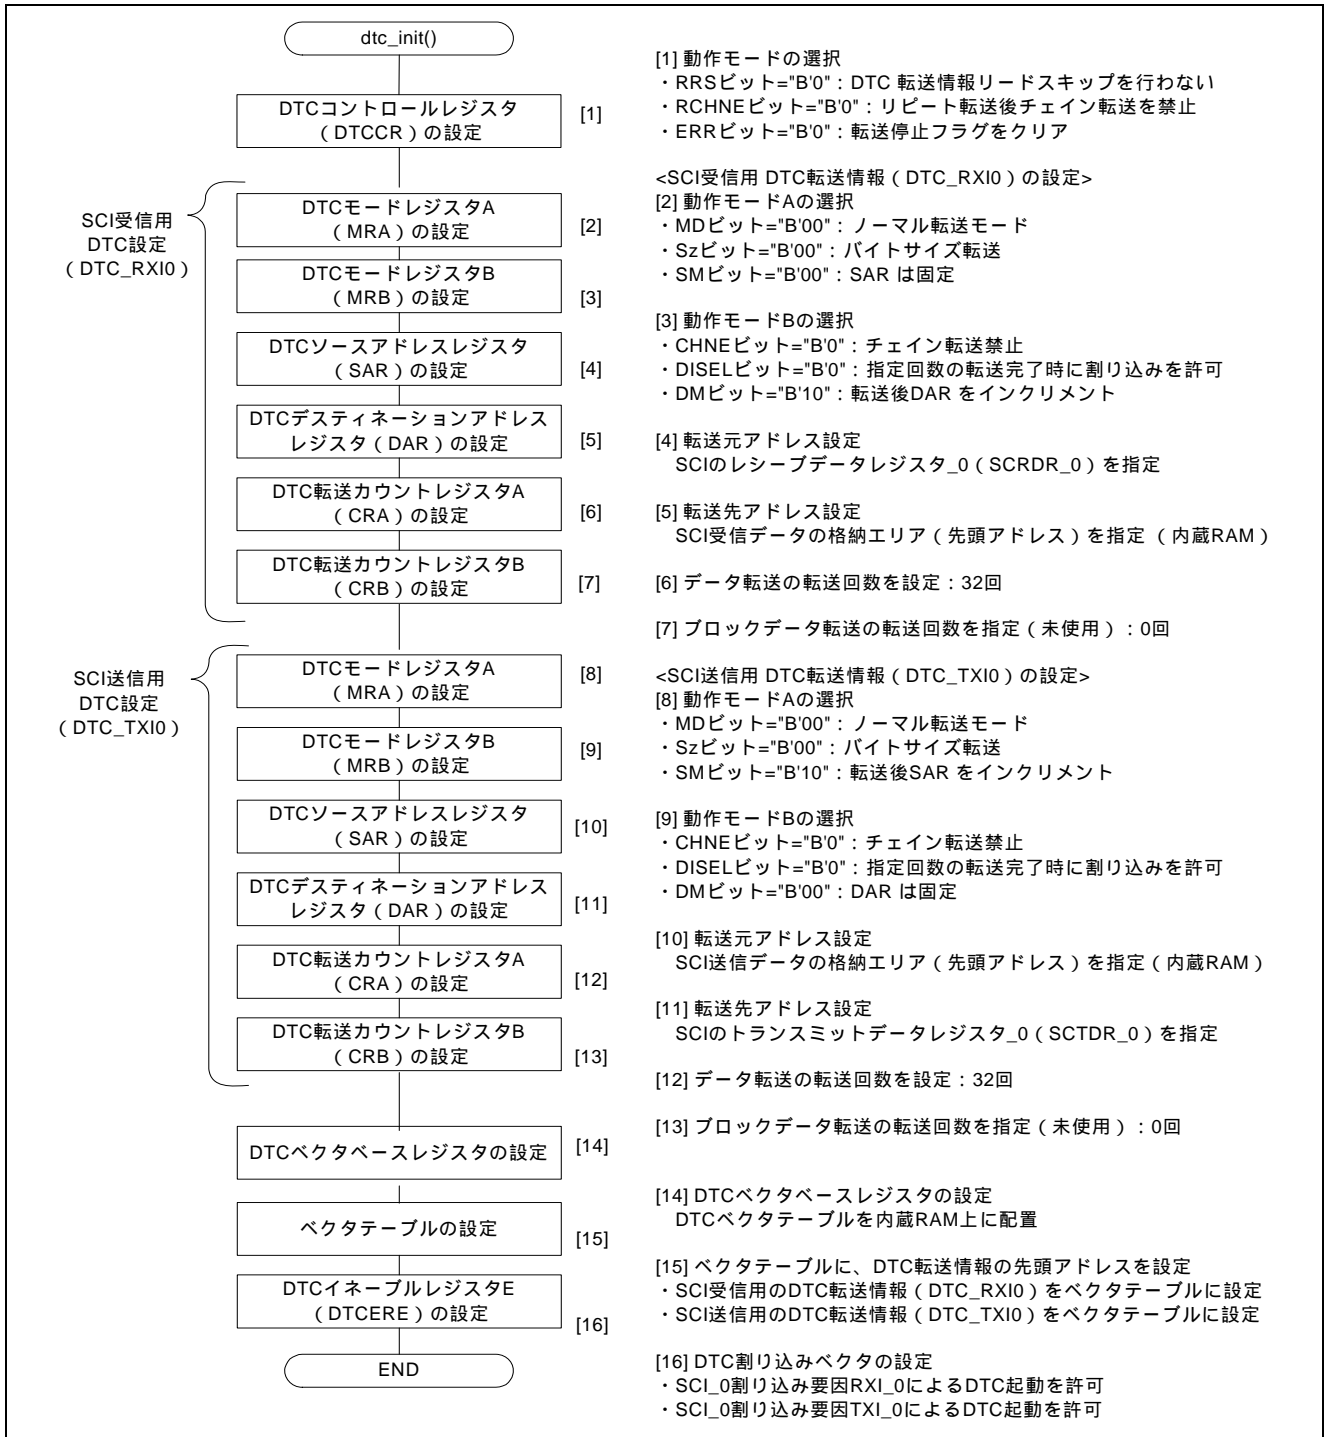 dtc_init()
DTCコントロールレジスタ
(DTCCR)の設定
[1]
SCI受信用
DTC設定
(DTC_RXI0)
DTCモードレジスタA
(MRA)の設定
[2]
DTCモードレジスタB
(MRB)の設定
[3]
DTCソースアドレスレジスタ
(SAR)の設定
[4]
DTCデスティネーションアドレス
レジスタ(DAR)の設定
[5]
DTC転送カウントレジスタA
(CRA)の設定
[6]
DTC転送カウントレジスタB
(CRB)の設定
[7]
SCI送信用
DTC設定
(DTC_TXI0)
DTCモードレジスタA
(MRA)の設定
[8]
DTCモードレジスタB
(MRB)の設定
[9]
DTCソースアドレスレジスタ
(SAR)の設定
[10]
DTCデスティネーションアドレス
レジスタ(DAR)の設定
[11]
DTC転送カウントレジスタA
(CRA)の設定
[12]
DTC転送カウントレジスタB
(CRB)の設定
[13]
DTCベクタベースレジスタの設定
[14]
ベクタテーブルの設定
[15]
DTCイネーブルレジスタE
(DTCERE)の設定
[16]
END
[1] 動作モードの選択
・RRSビット="B'0":DTC 転送情報リードスキップを行わない
・RCHNEビット="B'0":リピート転送後チェイン転送を禁止
・ERRビット="B'0":転送停止フラグをクリア
<SCI受信用 DTC転送情報(DTC_RXI0)の設定>
[2] 動作モードAの選択
・MDビット="B'00":ノーマル転送モード
・Szビット="B'00":バイトサイズ転送
・SMビット="B'00":SAR は固定
[3] 動作モードBの選択
・CHNEビット="B'0":チェイン転送禁止
・DISELビット="B'0":指定回数の転送完了時に割り込みを許可
・DMビット="B'10":転送後DAR をインクリメント
[4] 転送元アドレス設定
SCIのレシーブデータレジスタ_0(SCRDR_0)を指定
[5] 転送先アドレス設定
SCI受信データの格納エリア(先頭アドレス)を指定 (内蔵RAM)
[6] データ転送の転送回数を設定:32回
[7] ブロックデータ転送の転送回数を指定(未使用):0回
<SCI送信用 DTC転送情報(DTC_TXI0)の設定>
[8] 動作モードAの選択
・MDビット="B'00":ノーマル転送モード
・Szビット="B'00":バイトサイズ転送
・SMビット="B'10":転送後SAR をインクリメント
[9] 動作モードBの選択
・CHNEビット="B'0":チェイン転送禁止
・DISELビット="B'0":指定回数の転送完了時に割り込みを許可
・DMビット="B'00":DAR は固定
[10] 転送元アドレス設定
SCI送信データの格納エリア(先頭アドレス)を指定(内蔵RAM)
[11] 転送先アドレス設定
SCIのトランスミットデータレジスタ_0(SCTDR_0)を指定
[12] データ転送の転送回数を設定:32回
[13] ブロックデータ転送の転送回数を指定(未使用):0回
[14] DTCベクタベースレジスタの設定
DTCベクタテーブルを内蔵RAM上に配置
[15] ベクタテーブルに、DTC転送情報の先頭アドレスを設定
・SCI受信用のDTC転送情報(DTC_RXI0)をベクタテーブルに設定
・SCI送信用のDTC転送情報(DTC_TXI0)をベクタテーブルに設定
[16] DTC割り込みベクタの設定
・SCI_0割り込み要因RXI_0によるDTC起動を許可
・SCI_0割り込み要因TXI_0によるDTC起動を許可